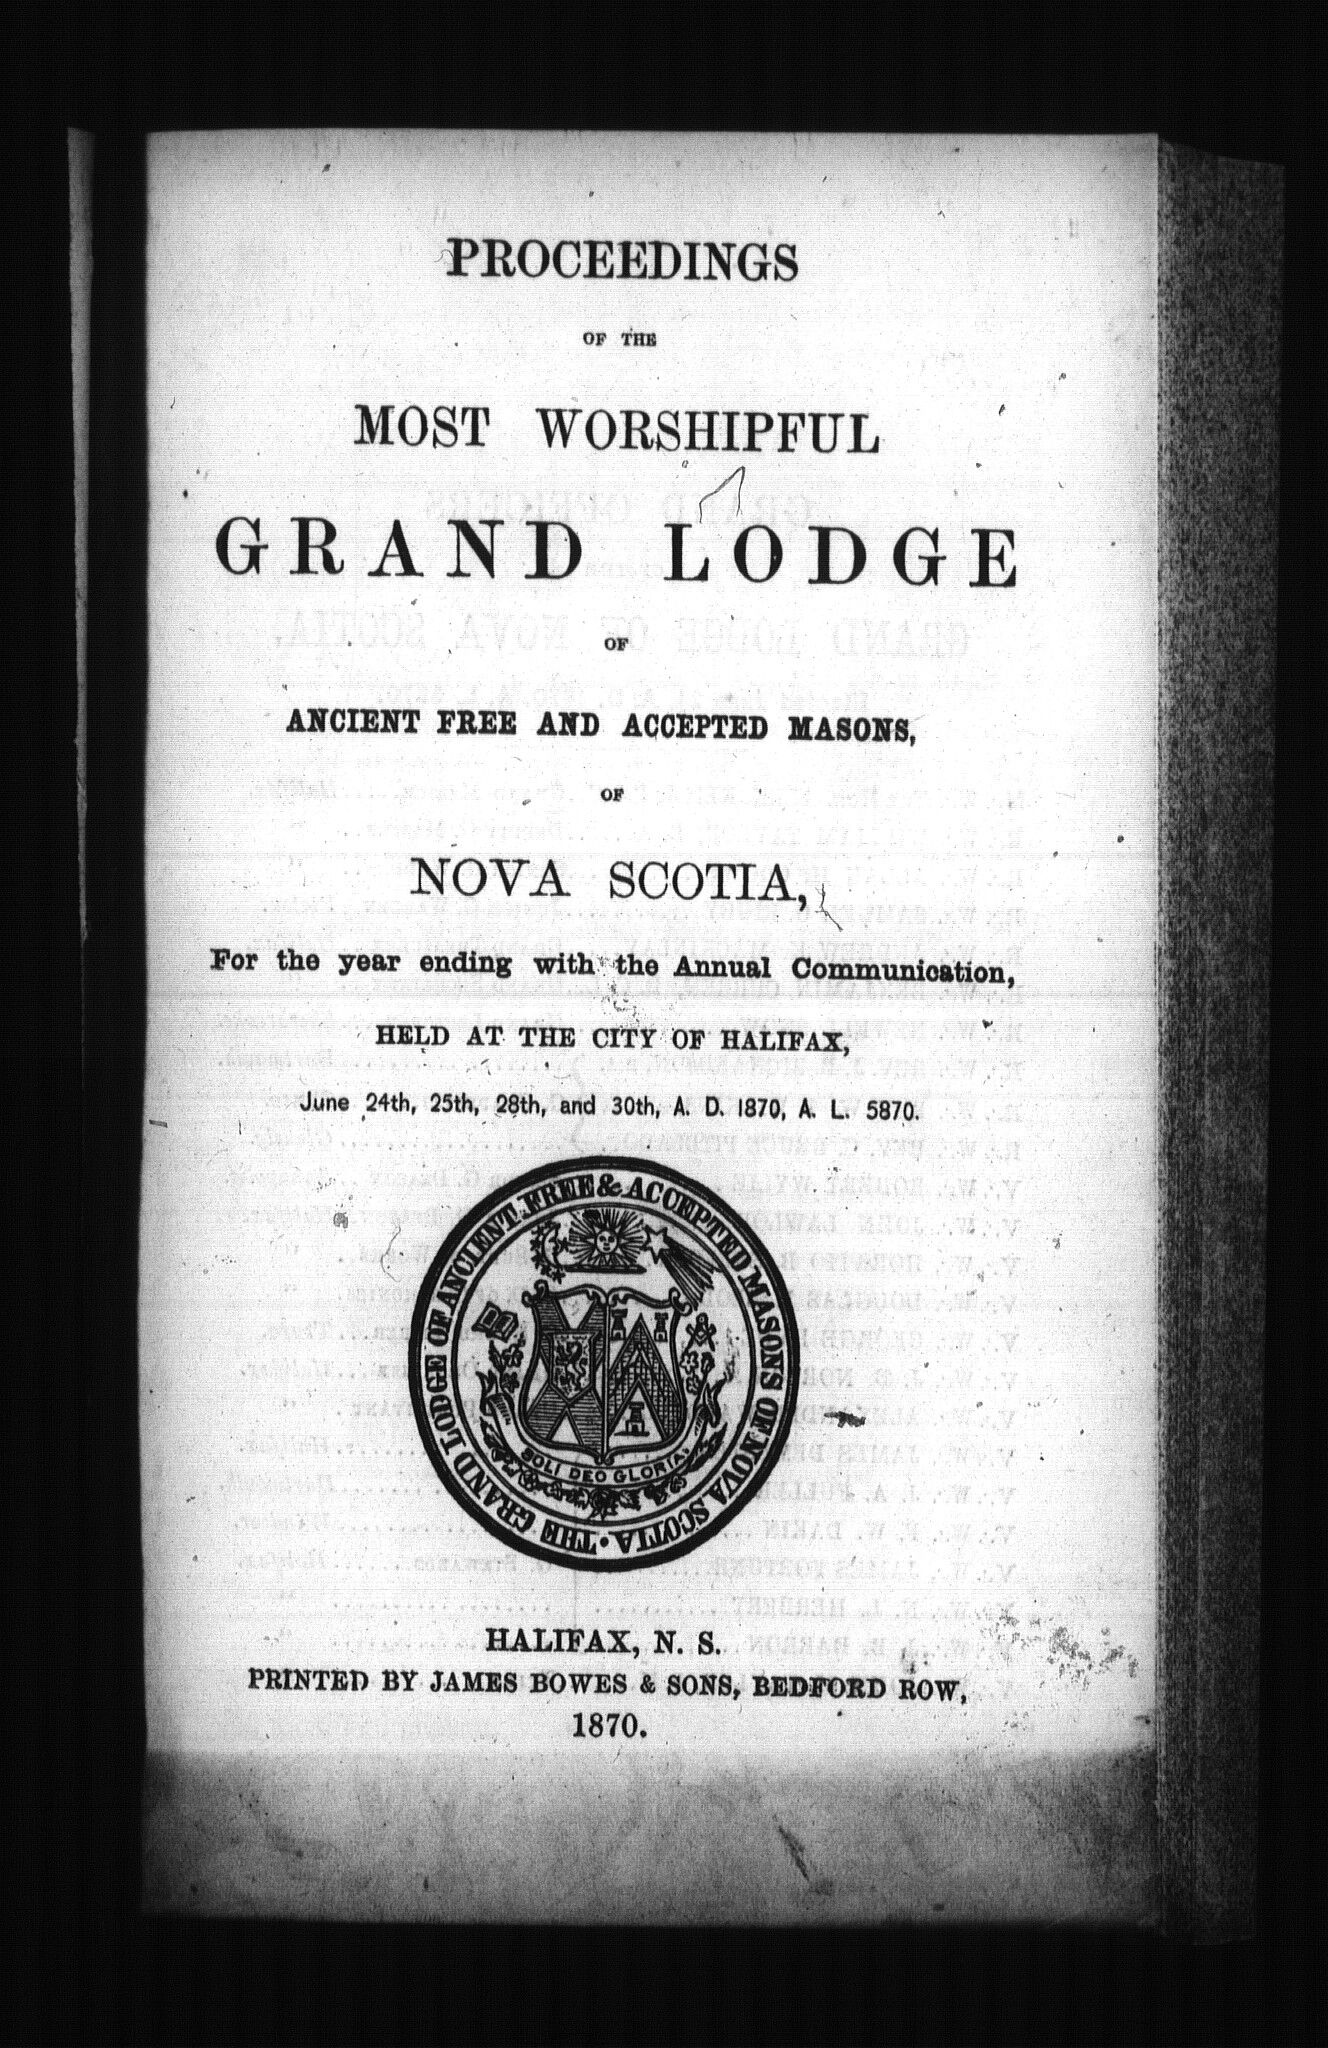 PROCEEDINGS
OF THE
MOST WORSHIPFUL
GRAND LODGE
OF
ANCIENT FREE AND ACCEPTED MASONS,
OF
NOVA SCOTIA,
For the year ending with the Annual Communication,
HELD AT THE CITY OF HALIFAX,
June 24th, 25th, 28th, and 30th, A. D. 1870, A. L. 5870.
THE GRAND LODGE OF ANCIENT FREE & ACCEPTED MASONS OF NOVA SCOTIA •
SOLI DEO GLORIA
HALIFAX, N. S.
PRINTED BY JAMES BOWES & SONS, BEDFORD ROW,
1870.